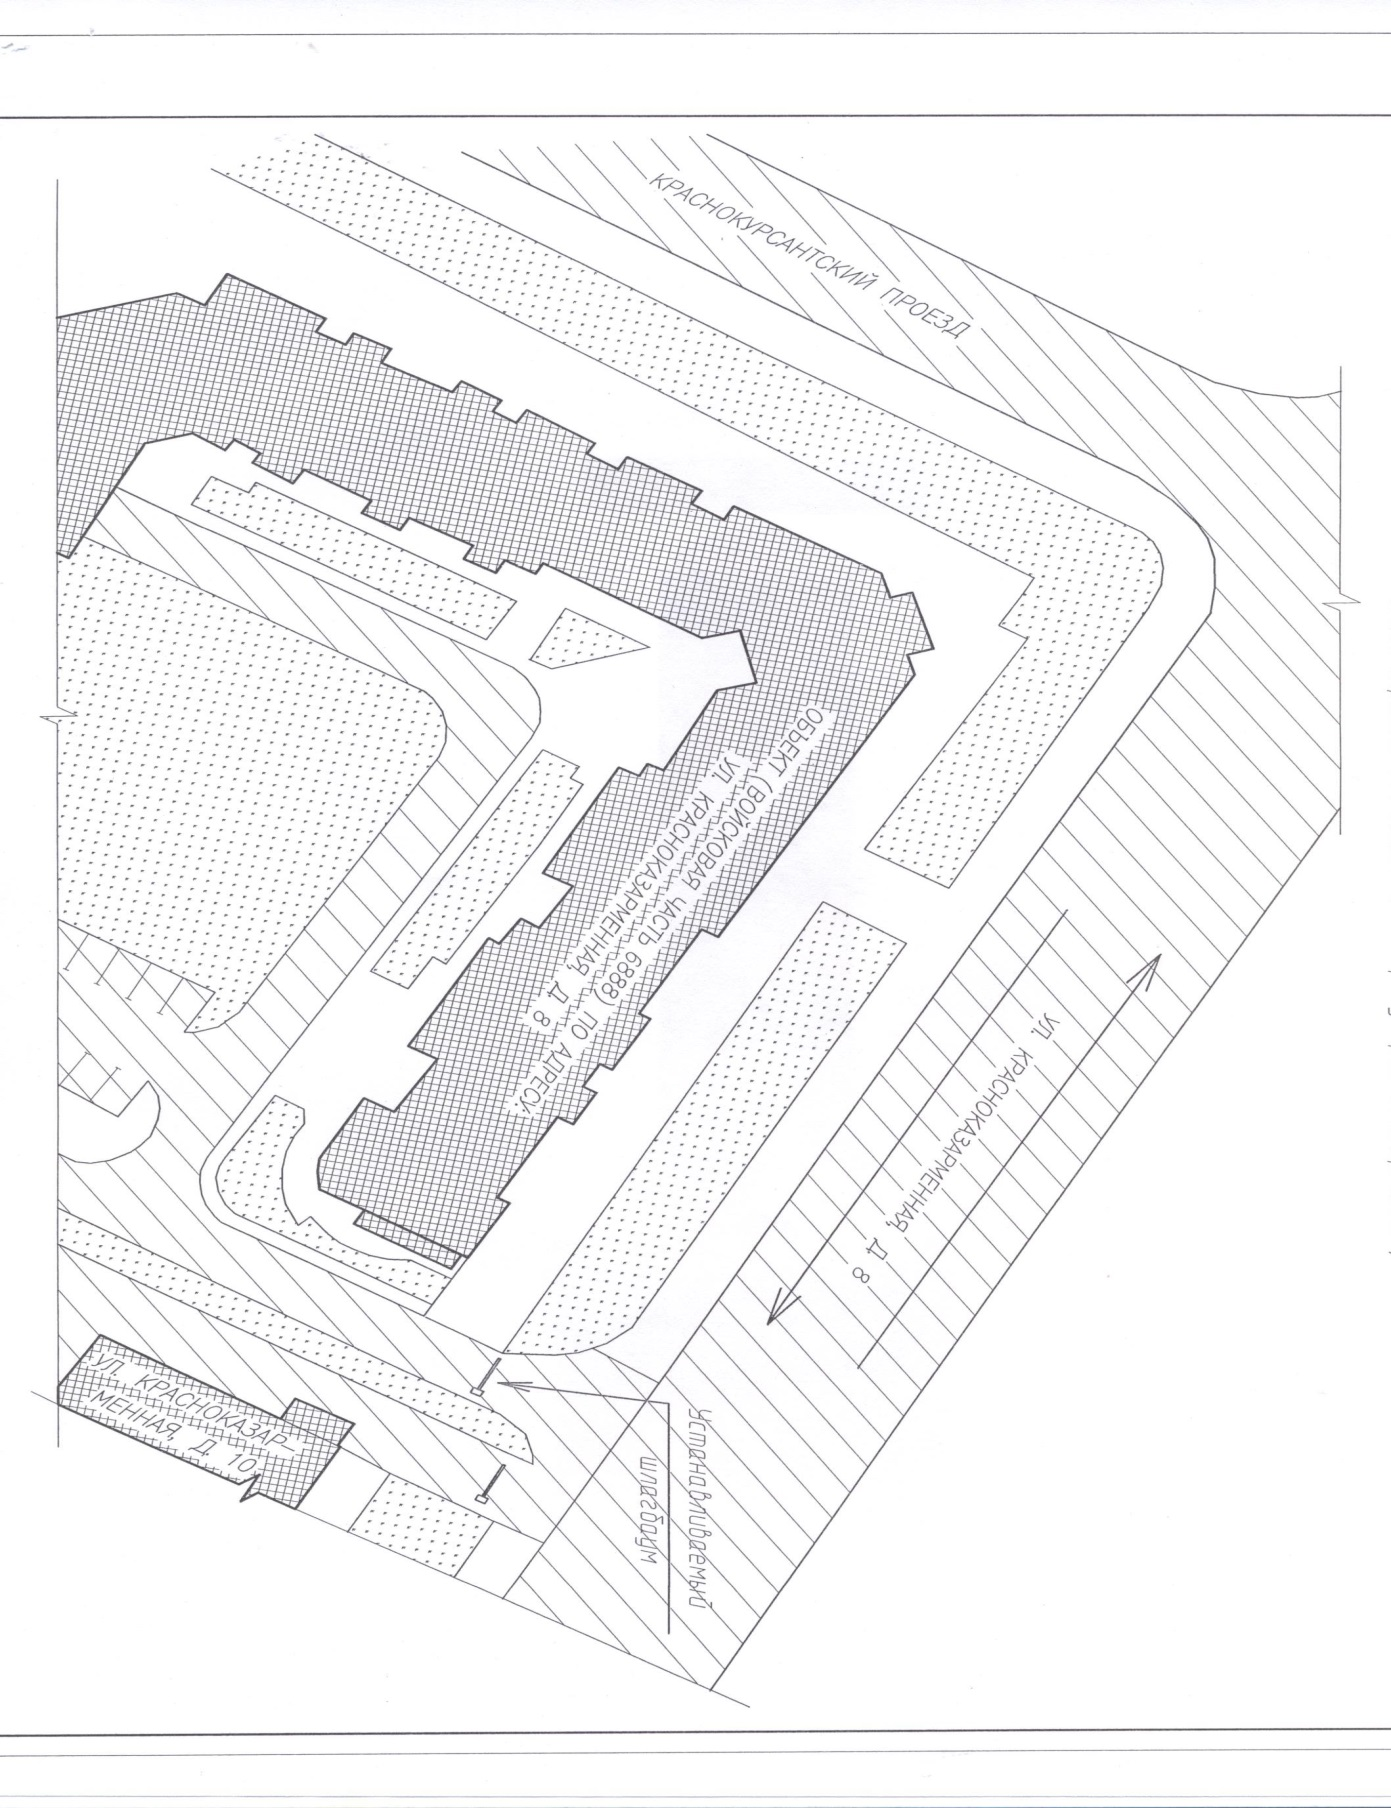 КРАСНОКУРСАНТСКИЙ ПРОЕЗД
ОБЪЕКТ (ВОИСКОВАЯ ЧАСТЬ 6888) ПО АДРЕСУ:
УЛ. КРАСНОКАЗАРМЕННАЯ, Д. 8
УЛ. КРАСНОКАЗАРМЕННАЯ, Д. 8
УЛ. КРАСНОКАЗАР-
МЕННАЯ, Д. 10
Устанавливаемый
шлагбаум